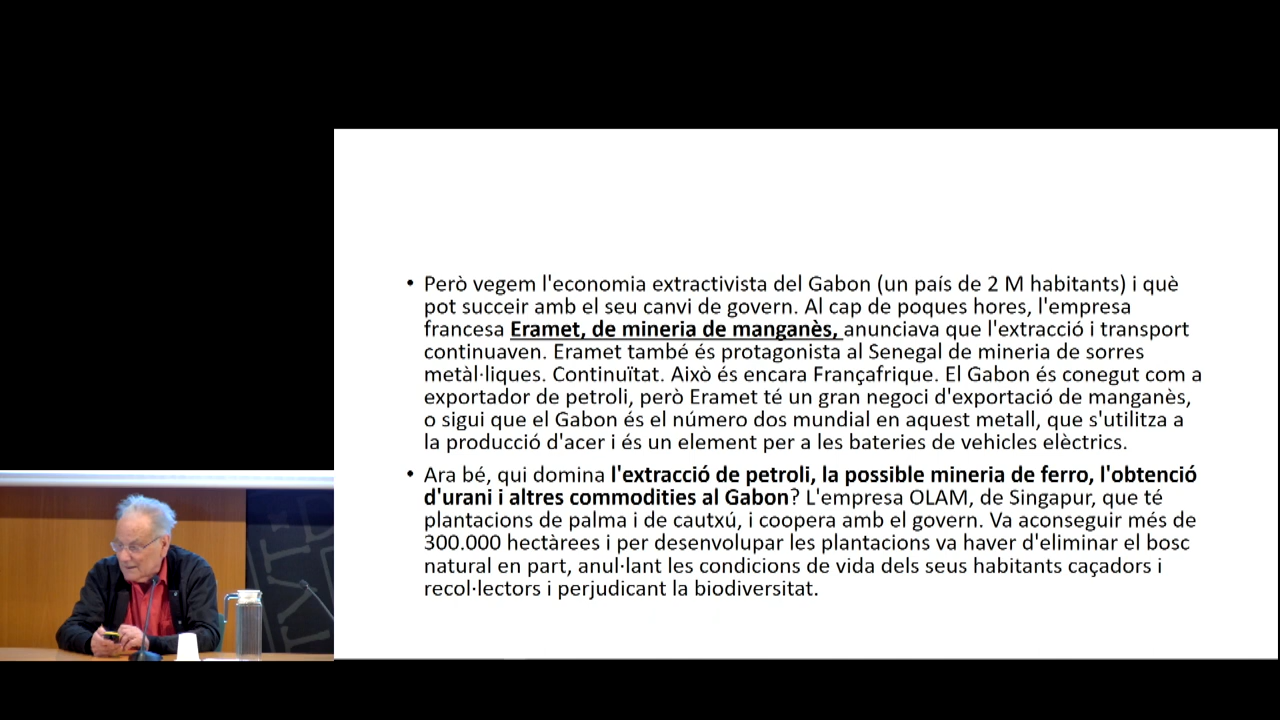 • Però vegem l'economia extractivista del Gabon (un país de 2 M habitants) i què
pot succeir amb el seu canvi de govern. Al cap de poques hores, l'empresa
francesa Eramet, de mineria de manganès, anunciava que l'extracció i transport
continuaven. Eramet també és protagonista al Senegal de mineria de sorres
metàl·liques. Continuïtat. Això és encara Françafrique. El Gabon és conegut com a
exportador de petroli, però Eramet té un gran negoci d'exportació de manganès,
o sigui que el Gabon és el número dos mundial en aquest metall, que s'utilitza a
la producció d'acer i és un element per a les bateries de vehicles elèctrics.
• Ara bé, qui domina l'extracció de petroli, la possible mineria de ferro, l'obtenció
d'urani i altres commodities al Gabon? L'empresa OLAM, de Singapur, que té
plantacions de palma i de cautxú, i coopera amb el govern. Va aconseguir més de
300.000 hectàrees i per desenvolupar les plantacions va haver d'eliminar el bosc
natural en part, anul·lant les condicions de vida dels seus habitants caçadors i
recol·lectors i perjudicant la biodiversitat.